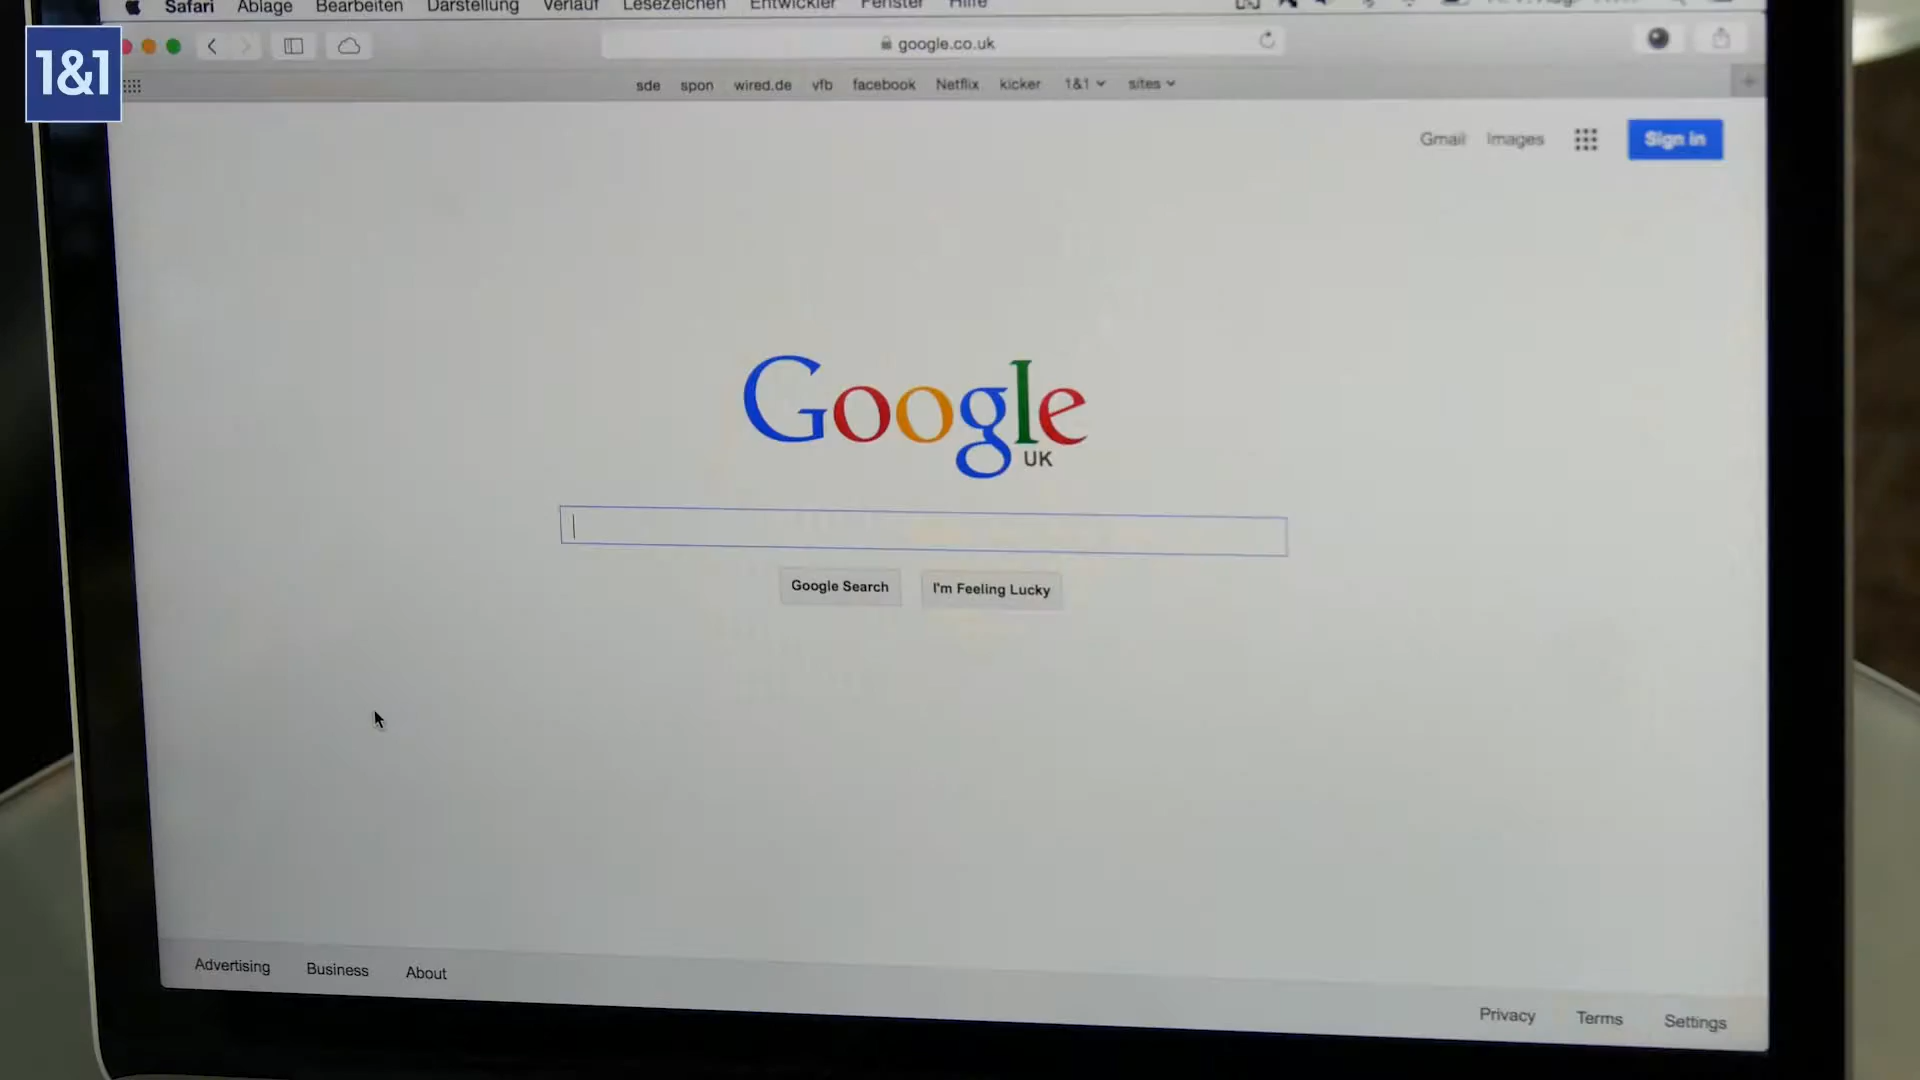 Safari Ablage Bearbeiten Darstellung Verlauf Lesezeichen Entwickler Fenster Hilfe
1&1
google.co.uk
sde spon wired.de vfb facebook Netflix kicker 1&1 sites
Gmail Images Sign in
Google
UK
Google Search I'm Feeling Lucky
Advertising Business About
Privacy Terms Settings